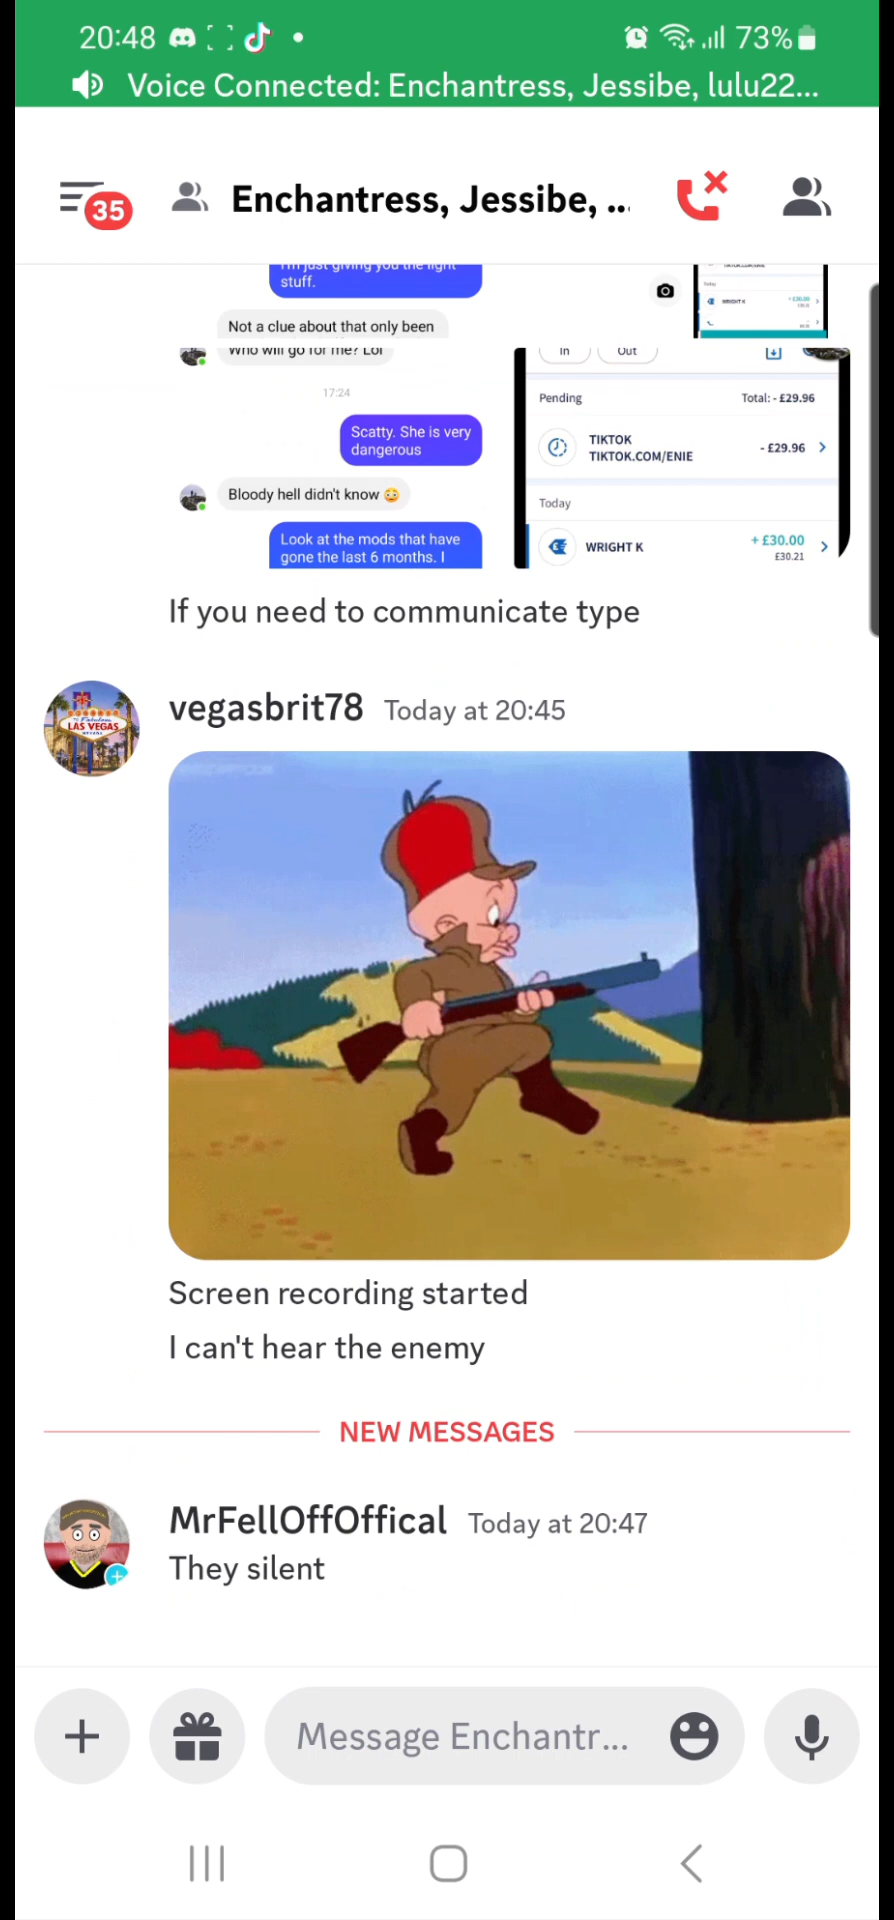 20:48
73%
Voice Connected: Enchantress, Jessibe, lulu22...
35
Enchantress, Jessibe, ...
I'm just giving you the light
stuff.
Not a clue about that only been
Who will go for me? Lol
17:24
Scatty. She is very
dangerous
Bloody hell didn't know 😳
Look at the mods that have
gone the last 6 months. I
Today
WRIGHT K
+ £30.00
In
Out
Pending
Total: - £29.96
TIKTOK
TIKTOK.COM/ENIE
- £29.96
Today
WRIGHT K
+ £30.00
£30.21
If you need to communicate type
vegasbrit78 Today at 20:45
LAS VEGAS
Screen recording started
I can't hear the enemy
NEW MESSAGES
MrFellOffOffical Today at 20:47
They silent
Message Enchantr...